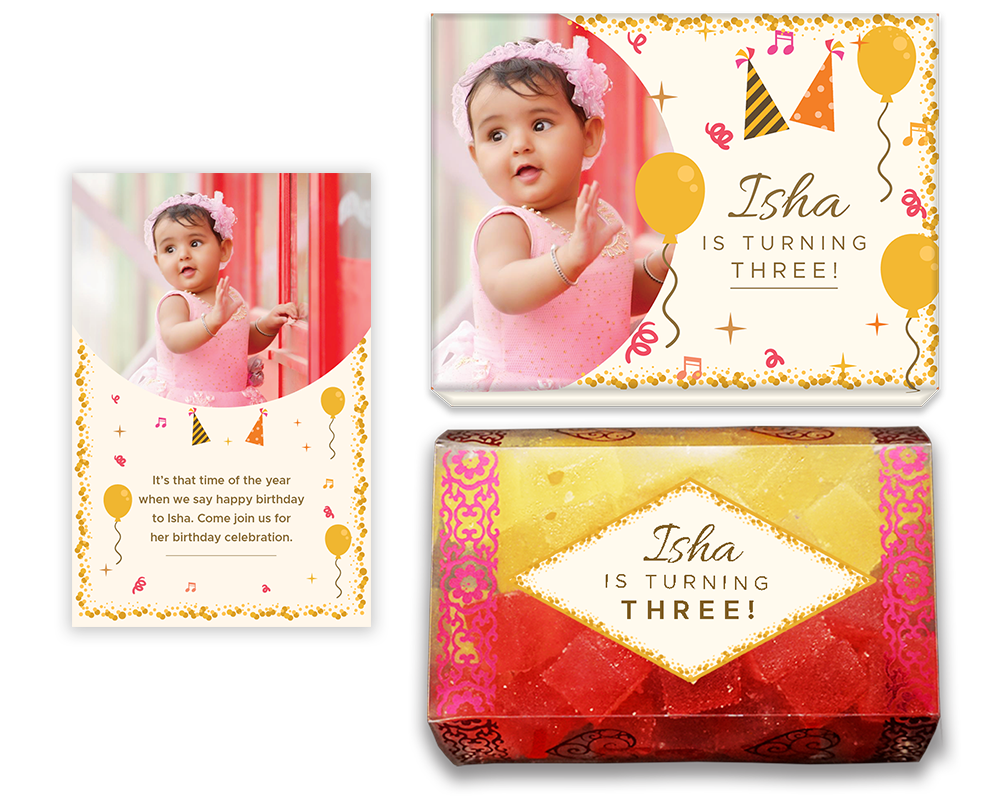 Isha
IS TURNING
THREE!
It's that time of the year
when we say happy birthday
to Isha. Come join us for
her birthday celebration.
Isha
IS TURNING
THREE!